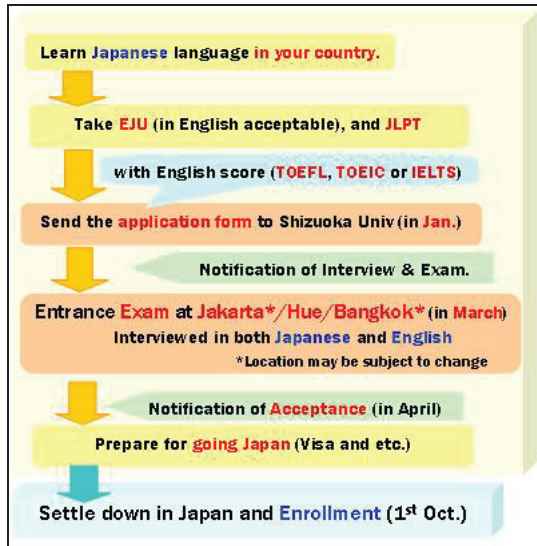 Learn Japanese language in your country.
Take EJU (in English acceptable), and JLPT
with English score (TOEFL, TOEIC or IELTS)
Send the application form to Shizuoka Univ (in Jan.)
Notification of Interview & Exam.
Entrance Exam at Jakarta*/Hue/Bangkok* (in March)
Interviewed in both Japanese and English
*Location may be subject to change
Notification of Acceptance (in April)
Prepare for going Japan (Visa and etc.)
Settle down in Japan and Enrollment (1st Oct.)